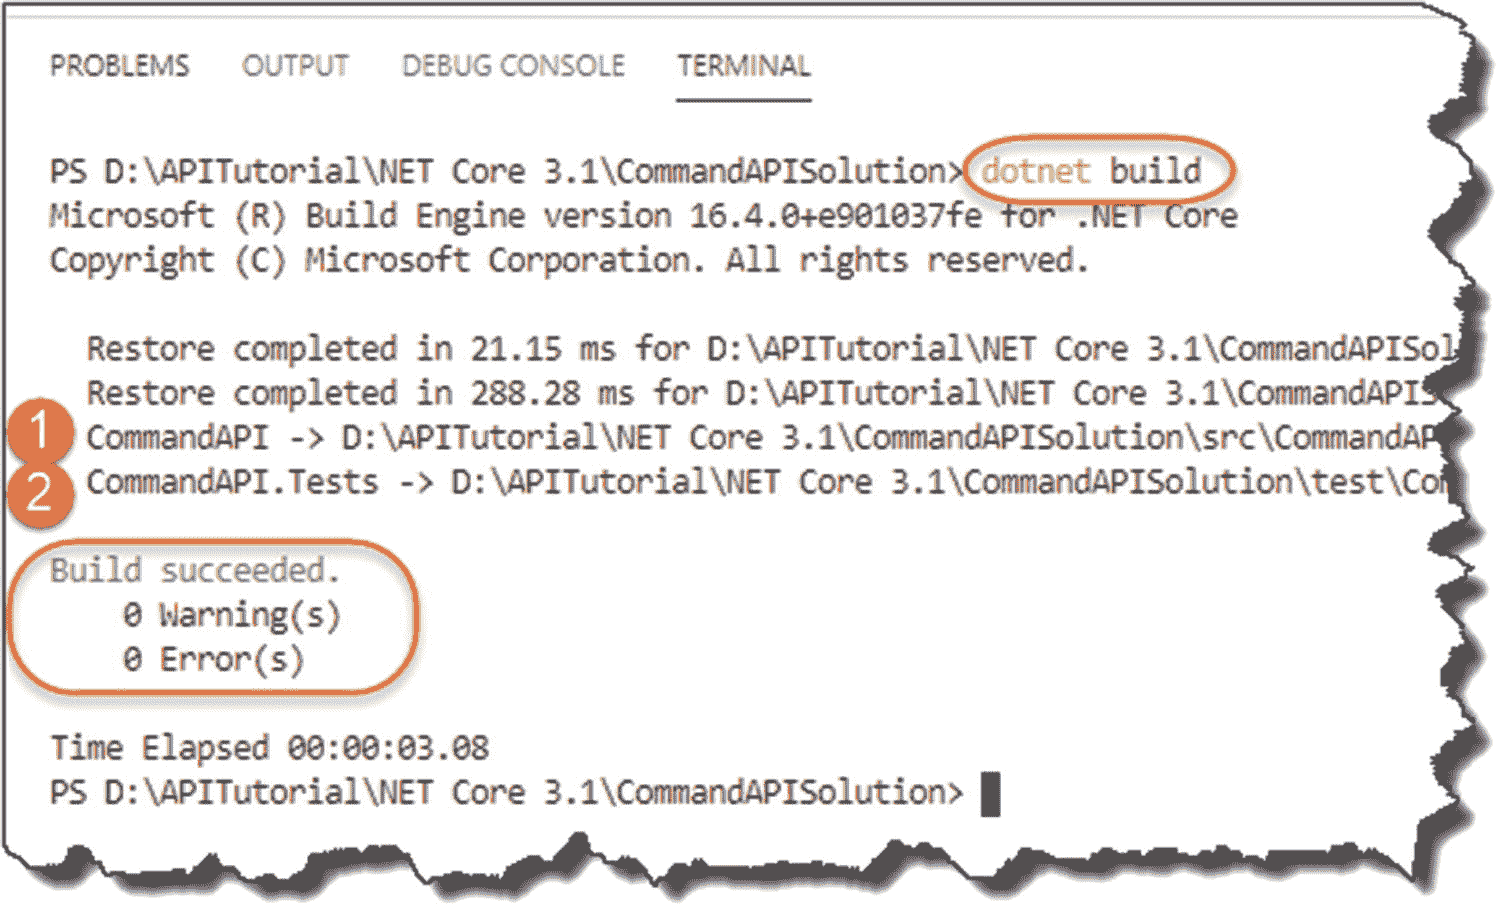 PROBLEMS OUTPUT DEBUG CONSOLE TERMINAL
PS D:\APITutorial\NET Core 3.1\CommandAPISolution> dotnet build
Microsoft (R) Build Engine version 16.4.0+e901037fe for .NET Core
Copyright (C) Microsoft Corporation. All rights reserved.
Restore completed in 21.15 ms for D:\APITutorial\NET Core 3.1\CommandAPISol
Restore completed in 288.28 ms for D:\APITutorial\NET Core 3.1\CommandAPIS
1 CommandAPI -> D:\APITutorial\NET Core 3.1\CommandAPISolution\src\CommandAP
2 CommandAPI.Tests -> D:\APITutorial\NET Core 3.1\CommandAPISolution\test\Com
Build succeeded.
0 Warning(s)
0 Error(s)
Time Elapsed 00:00:03.08
PS D:\APITutorial\NET Core 3.1\CommandAPISolution>